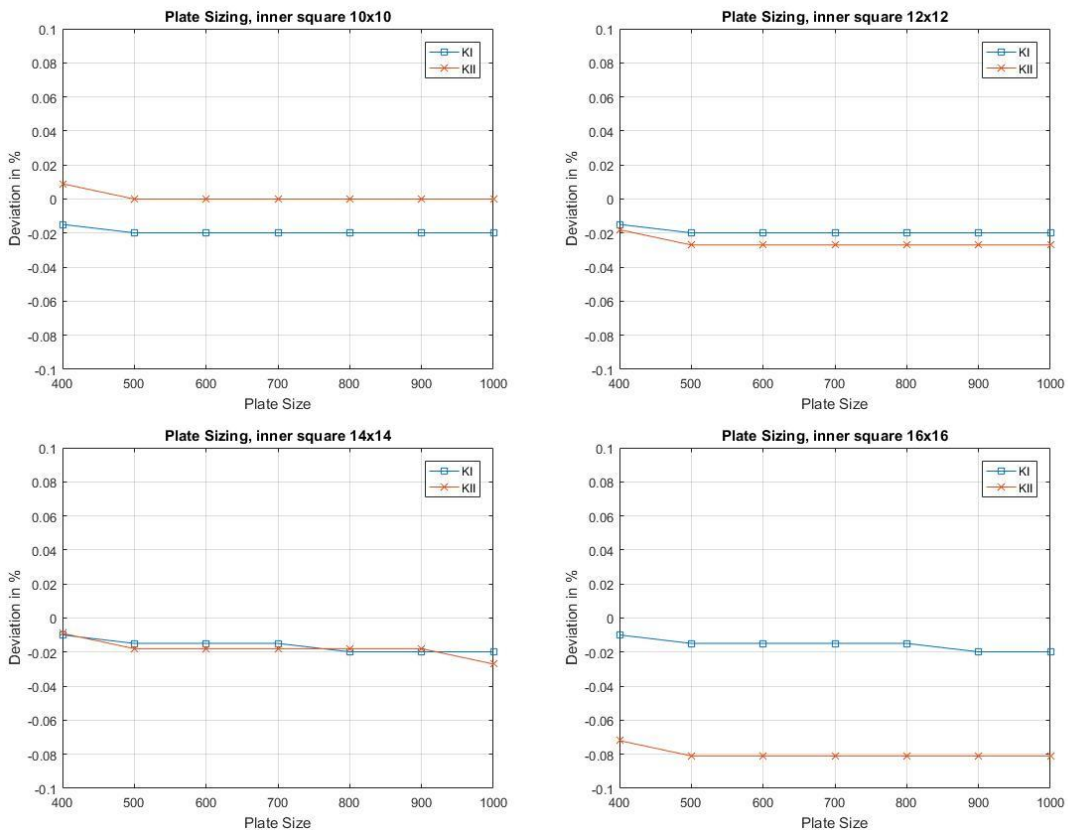 Plate Sizing, inner square 10x10
0.1
0.08
0.06
0.04
0.02
0
-0.02
-0.04
-0.06
-0.08
-0.1
Deviation in %
KI
KII
400 500 600 700 800 900 1000
Plate Size
Plate Sizing, inner square 12x12
0.1
0.08
0.06
0.04
0.02
0
-0.02
-0.04
-0.06
-0.08
-0.1
Deviation in %
KI
KII
400 500 600 700 800 900 1000
Plate Size
Plate Sizing, inner square 14x14
0.1
0.08
0.06
0.04
0.02
0
-0.02
-0.04
-0.06
-0.08
-0.1
Deviation in %
KI
KII
400 500 600 700 800 900 1000
Plate Size
Plate Sizing, inner square 16x16
0.1
0.08
0.06
0.04
0.02
0
-0.02
-0.04
-0.06
-0.08
-0.1
Deviation in %
KI
KII
400 500 600 700 800 900 1000
Plate Size